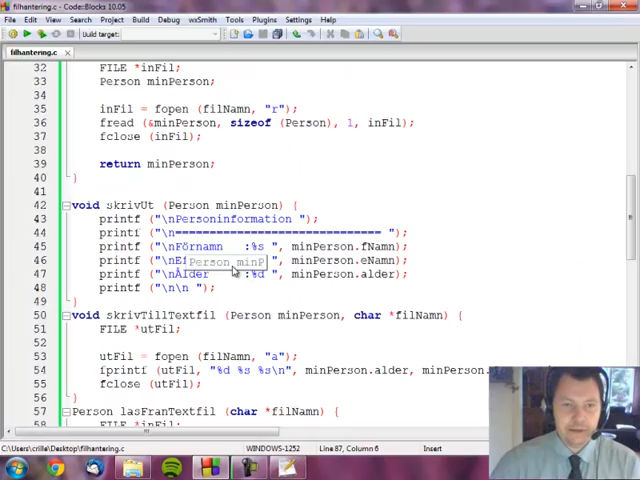 filhantering.c - Code::Blocks 10.05
File Edit View Search Project Build Debug wxSmith Tools Plugins Settings Help
Build target:
filhantering.c
32 FILE *inFil;
33 Person minPerson;
34
35 inFil = fopen (filNamn, "r");
36 fread (&minPerson, sizeof (Person), 1, inFil);
37 fclose (inFil);
38
39 return minPerson;
40 }
41
42 void skrivUt (Person minPerson) {
43 printf ("\nPersoninformation ");
44 printf ("\n============================== ");
45 printf ("\nFörnamn :%s ", minPerson.fNamn);
46 printf ("\nE Person minP ", minPerson.eNamn);
47 printf ("\nÅlder :%d ", minPerson.alder);
48 printf ("\n\n ");
49 }
50 void skrivTillTextfil (Person minPerson, char *filNamn) {
51 FILE *utFil;
52
53 utFil = fopen (filNamn, "a");
54 fprintf (utFil, "%d %s %s\n", minPerson.alder, minPerson.
55 fclose (utFil);
56 }
57 Person lasFranTextfil (char *filNamn) {
58 FILE *inFil;
C:\Users\crille\Desktop\filhantering.c WINDOWS-1252 Line 87, Column 6 Insert